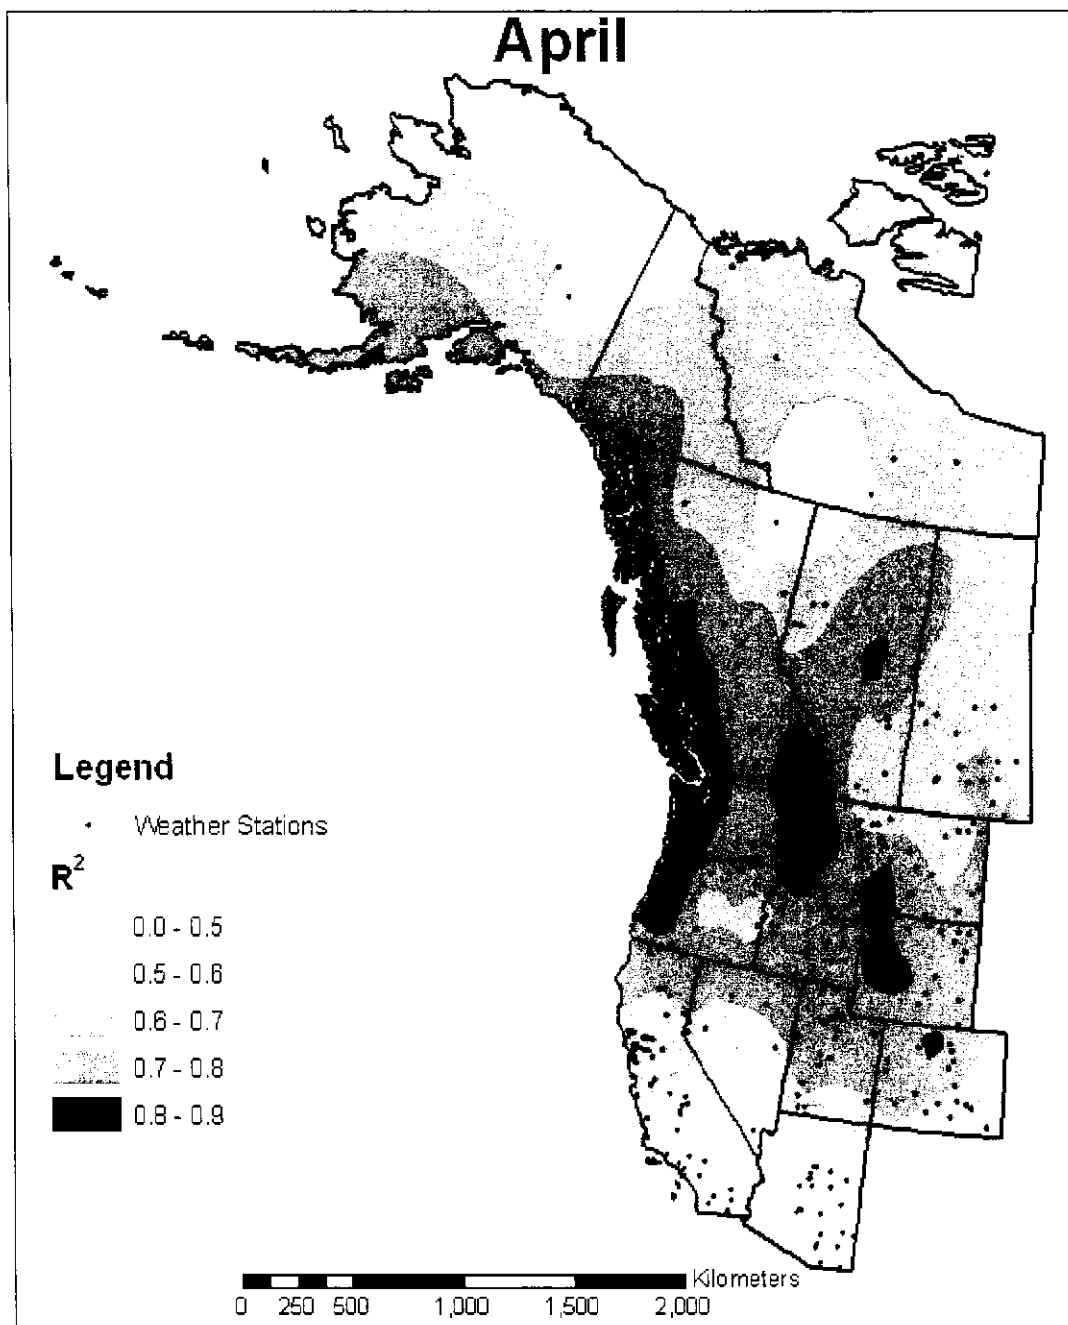 April
Legend
Weather Stations
R²
0.0 - 0.5
0.5 - 0.6
0.6 - 0.7
0.7 - 0.8
0.8 - 0.9
Kilometers
0 250 500 1,000 1,500 2,000